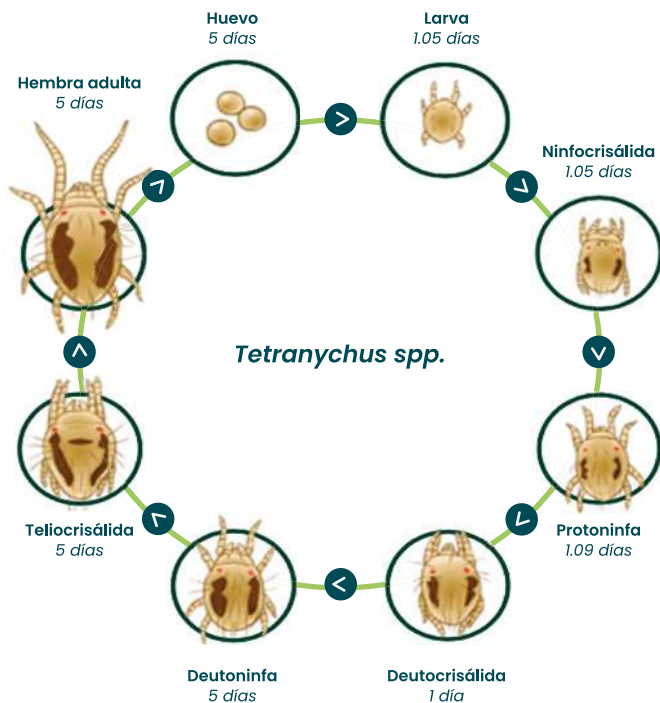 Huevo
5 días
Larva
1.05 días
Ninfocrisálida
1.05 días
Protoninfa
1.09 días
Deutocrisálida
1 día
Deutoninfa
5 días
Teliocrisálida
5 días
Hembra adulta
5 días
Tetranychus spp.